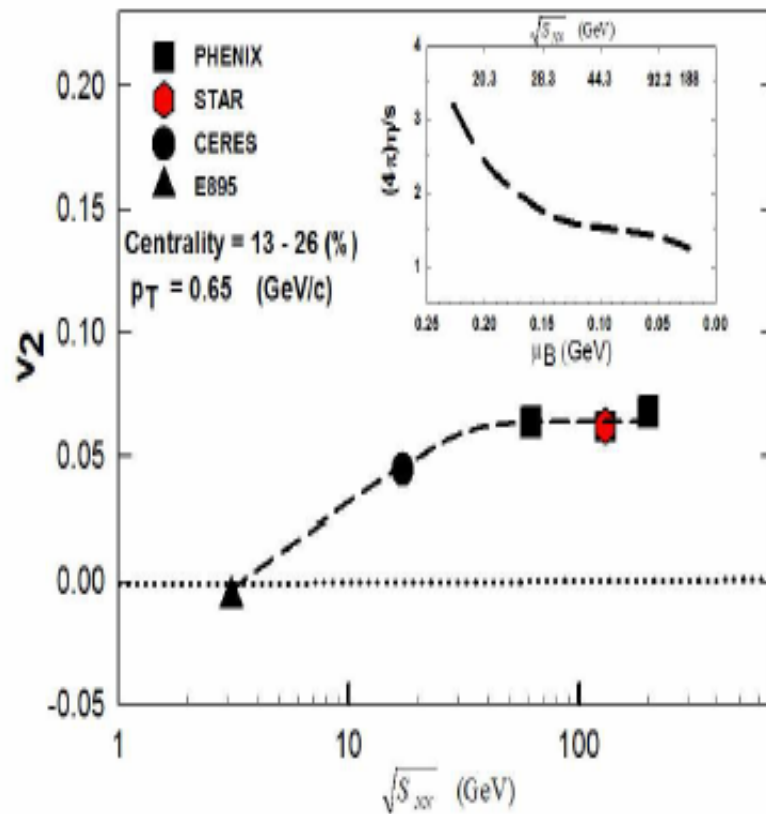 0.20
0.15
0.10
0.05
0.00
-0.05
v2
PHENIX
STAR
CERES
E895
Centrality = 13 - 26 (%)
pT = 0.65 (GeV/c)
√S_NN (GeV)
4
3
2
1
20.3 28.3 44.3 92.2 188
(4π)η/s
0.25 0.20 0.15 0.10 0.05 0.00
μB (GeV)
1 10 100
√S_NN (GeV)